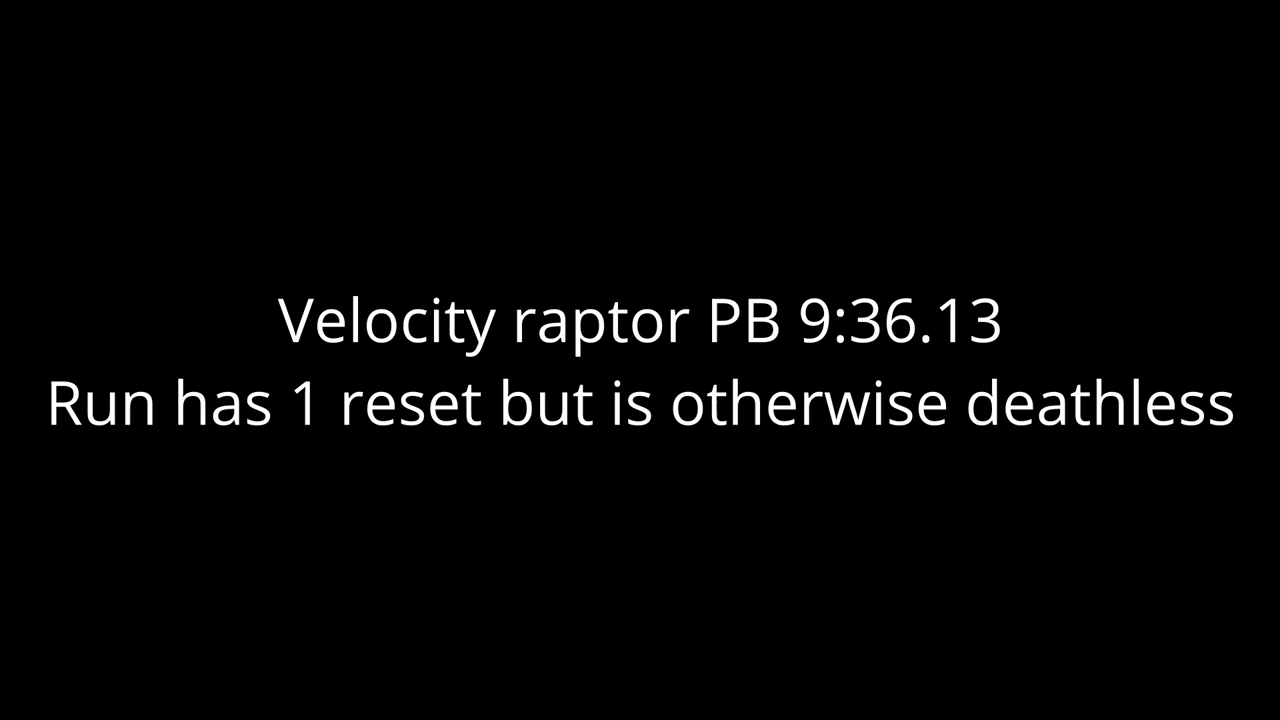 Velocity raptor PB 9:36.13
Run has 1 reset but is otherwise deathless